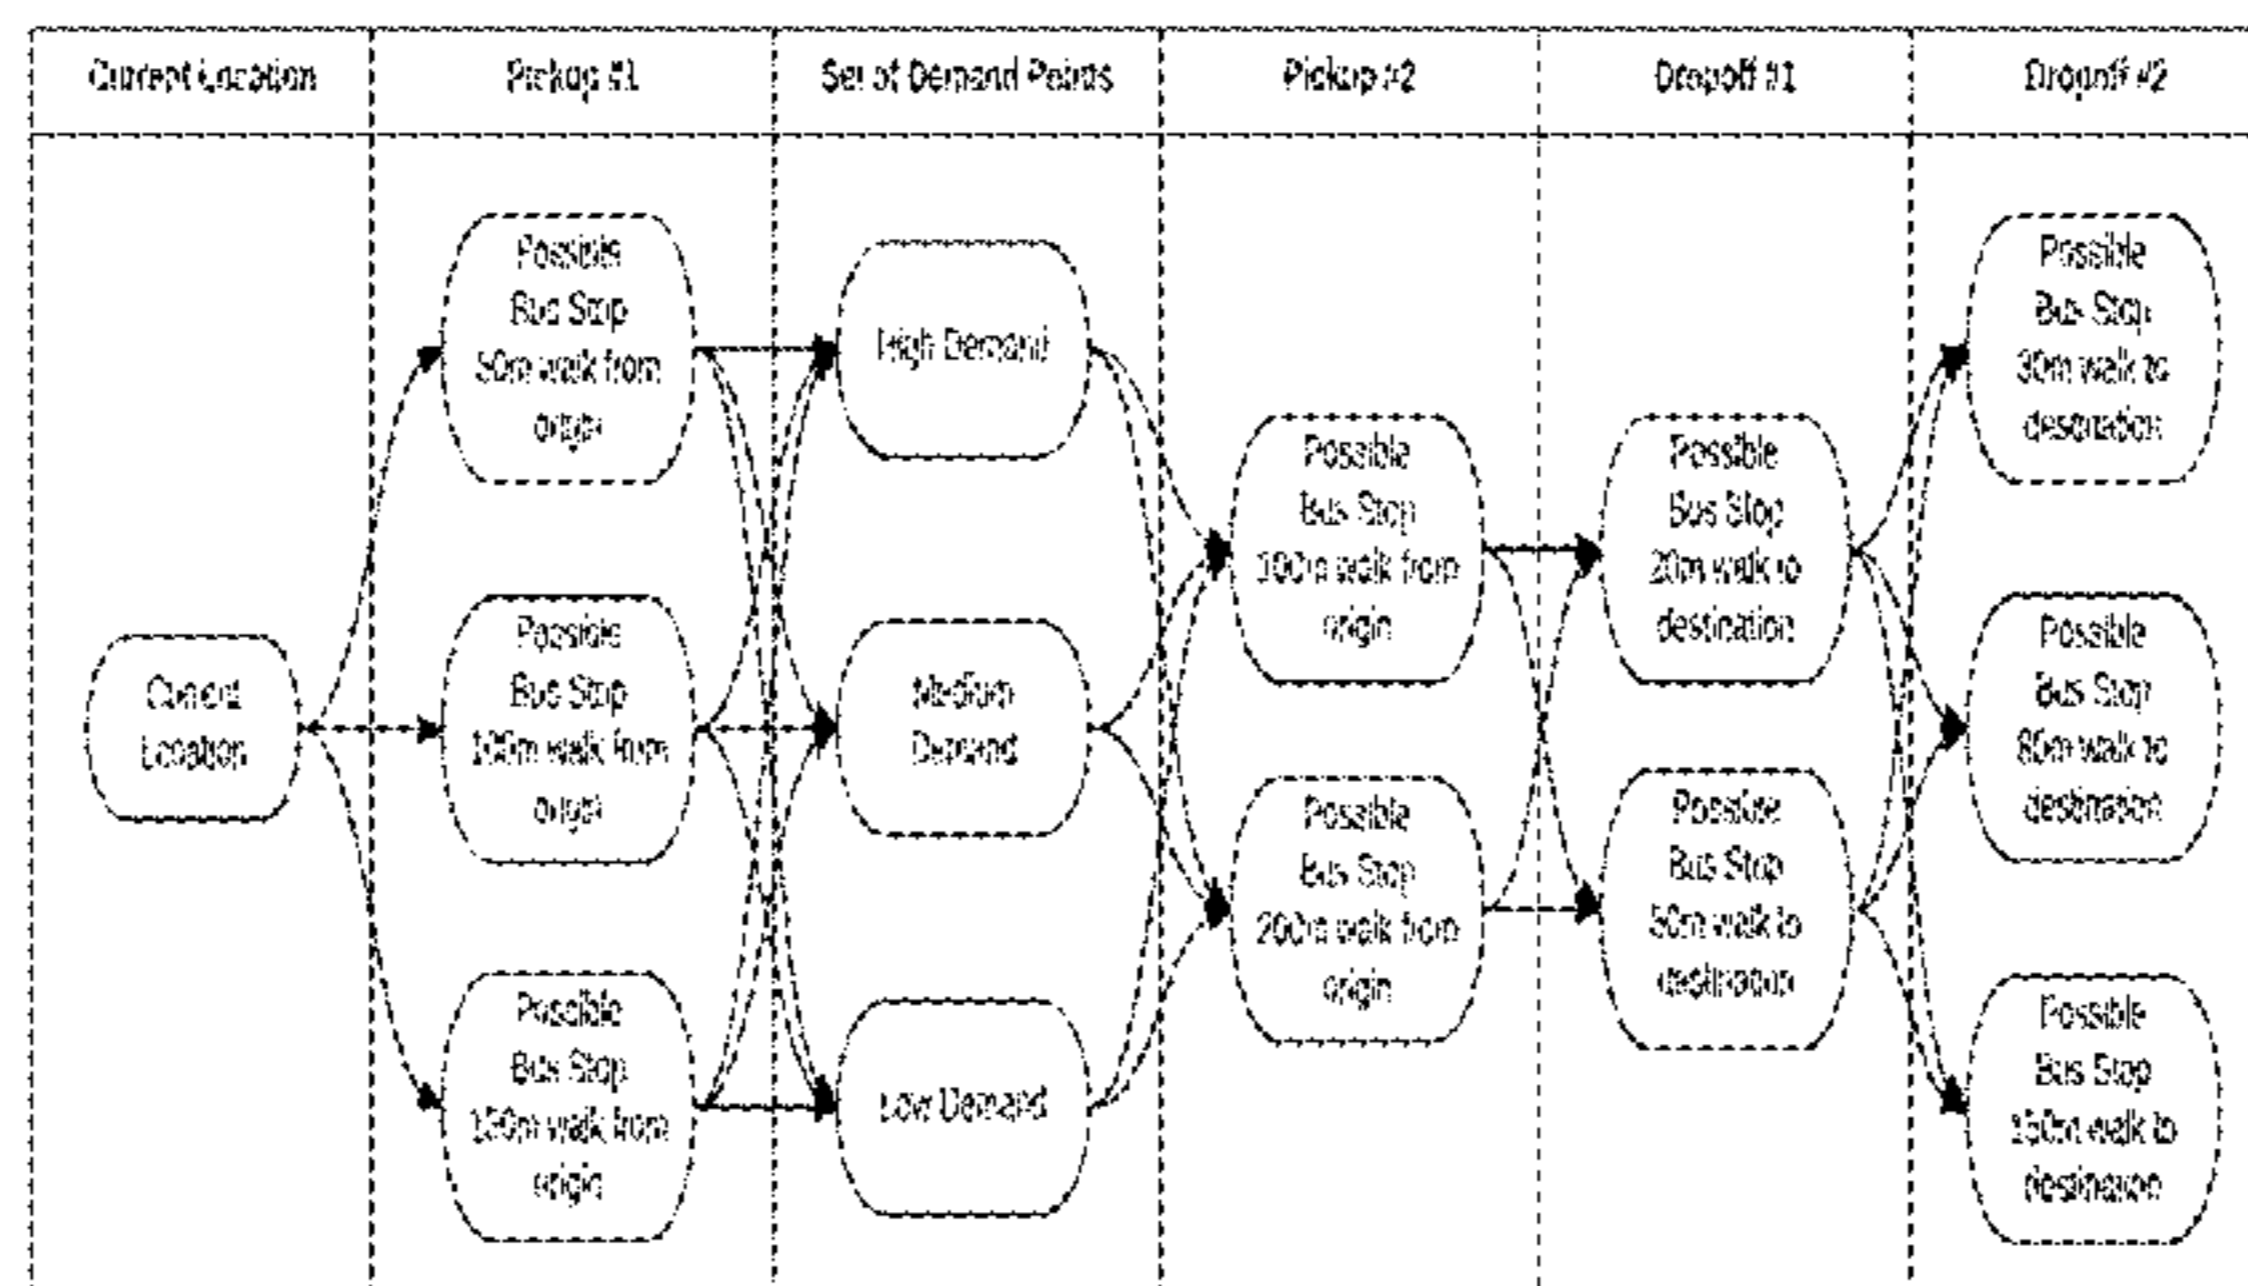 Current Location
Pickup #1
Set of Demand Points
Pickup #2
Dropoff #1
Dropoff #2
Current
Location
Possible
Bus Stop
50m walk from
origin
Possible
Bus Stop
100m walk from
origin
Possible
Bus Stop
150m walk from
origin
High Demand
Medium
Demand
Low Demand
Possible
Bus Stop
100m walk from
origin
Possible
Bus Stop
200m walk from
origin
Possible
Bus Stop
20m walk to
destination
Possible
Bus Stop
50m walk to
destination
Possible
Bus Stop
30m walk to
destination
Possible
Bus Stop
80m walk to
destination
Possible
Bus Stop
150m walk to
destination